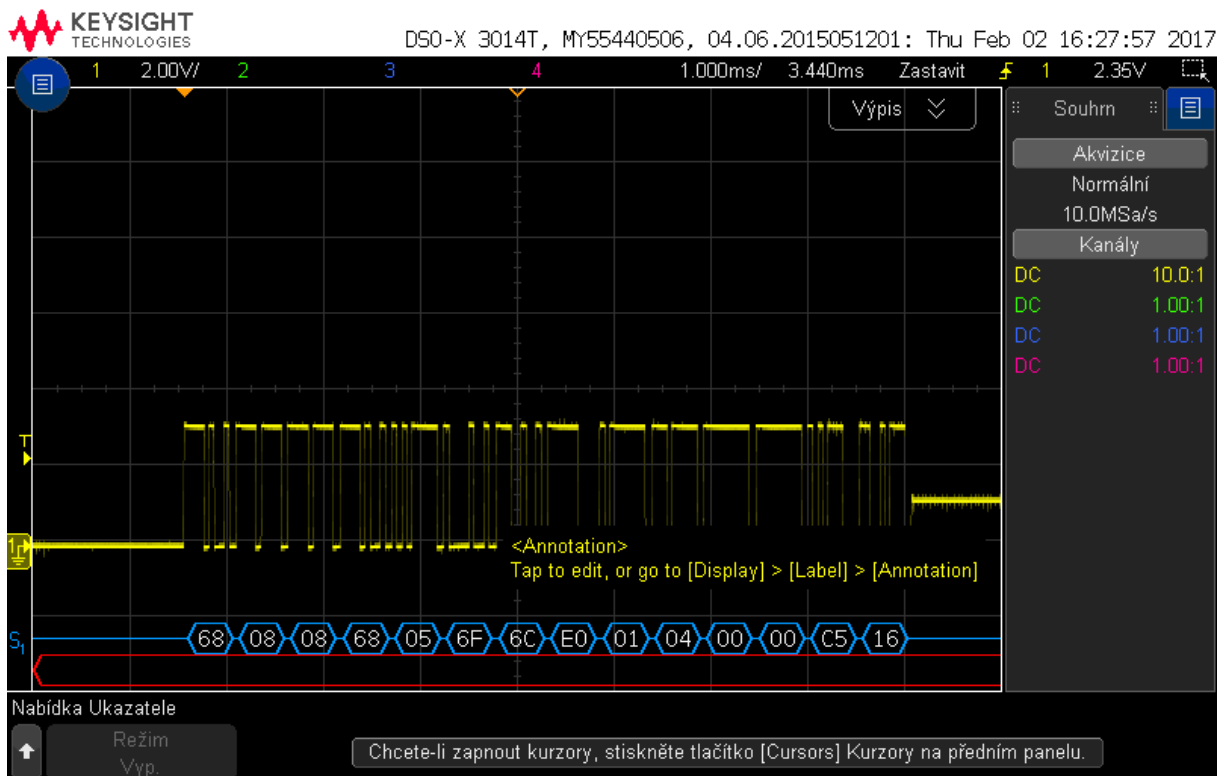 KEYSIGHT
TECHNOLOGIES
DSO-X 3014T, MY55440506, 04.06.2015051201: Thu Feb 02 16:27:57 2017
1 2.00V/ 2 3 4 1.000ms/ 3.440ms Zastavit 1 2.35V
Výpis
Souhrn
Akvizice
Normální
10.0MSa/s
Kanály
DC 10.0:1
DC 1.00:1
DC 1.00:1
DC 1.00:1
T
1
<Annotation>
Tap to edit, or go to [Display] > [Label] > [Annotation]
S1 68 08 08 68 05 6F 6C E0 01 04 00 00 C5 16
Nabídka Ukazatele
Režim
Vyp.
Chcete-li zapnout kurzory, stiskněte tlačítko [Cursors] Kurzory na předním panelu.